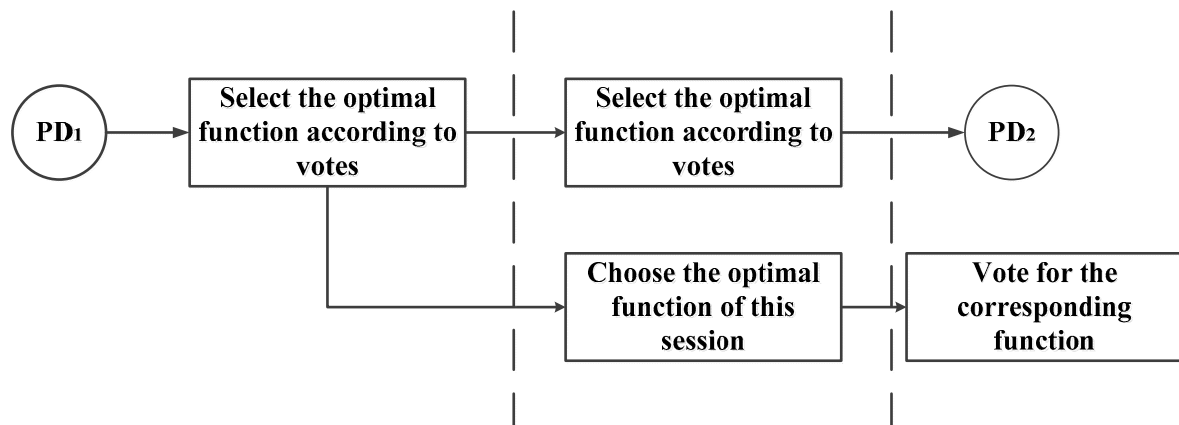 PD₁
Select the optimal
function according to
votes
Select the optimal
function according to
votes
PD₂
Choose the optimal
function of this
session
Vote for the
corresponding
function